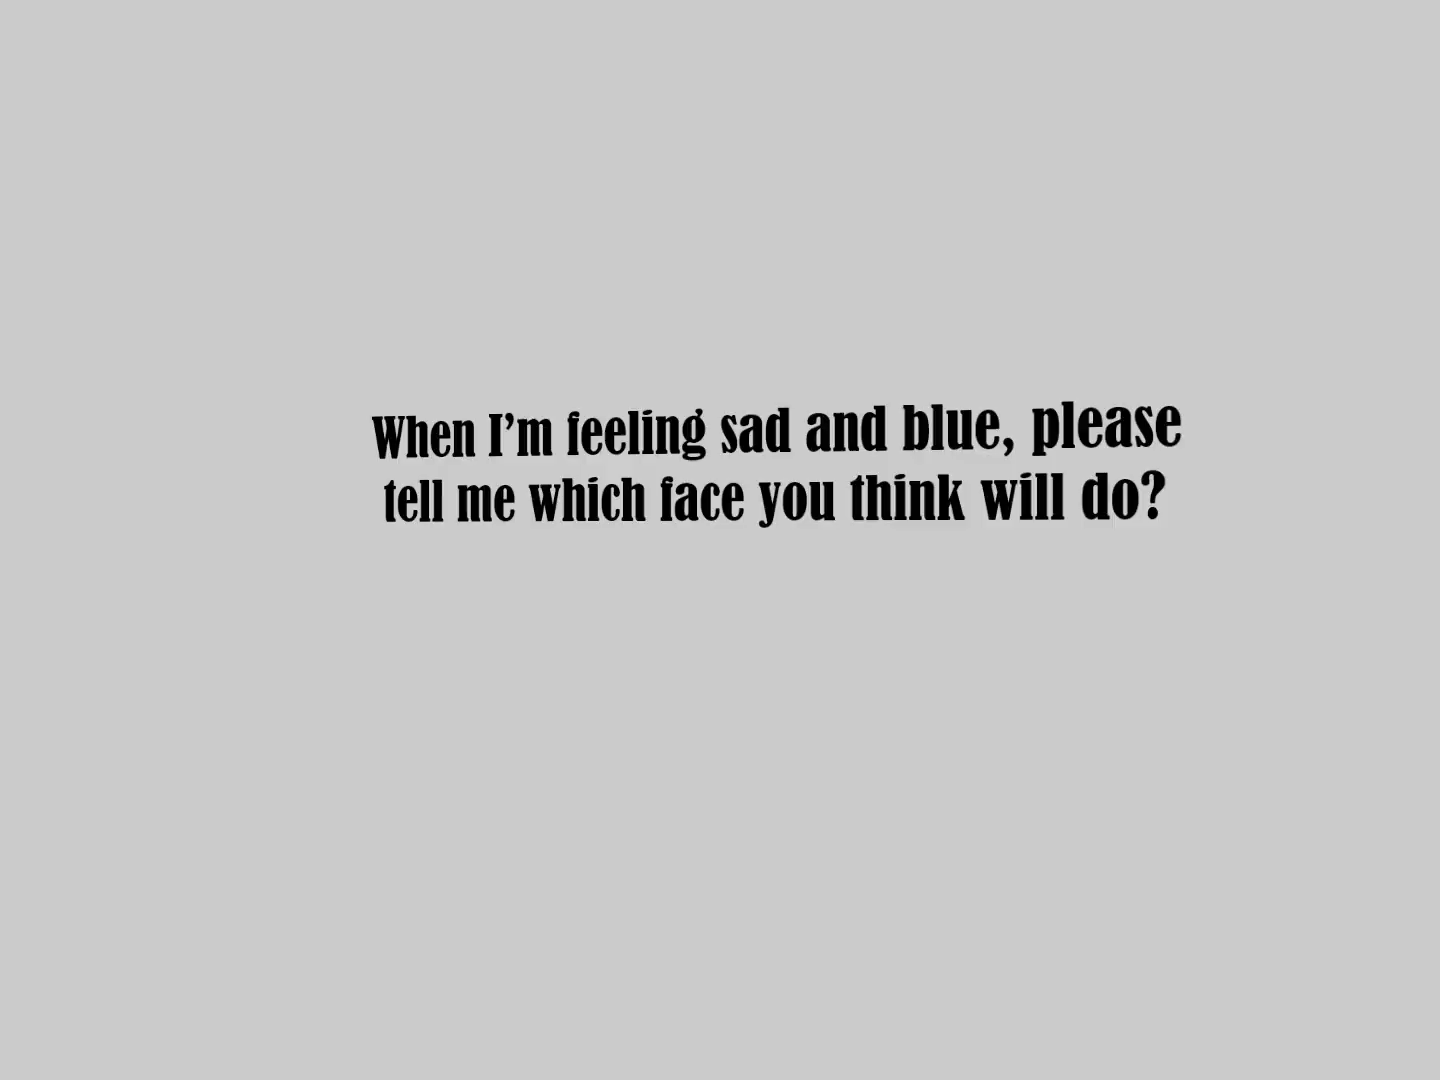 When I’m feeling sad and blue, please
tell me which face you think will do?